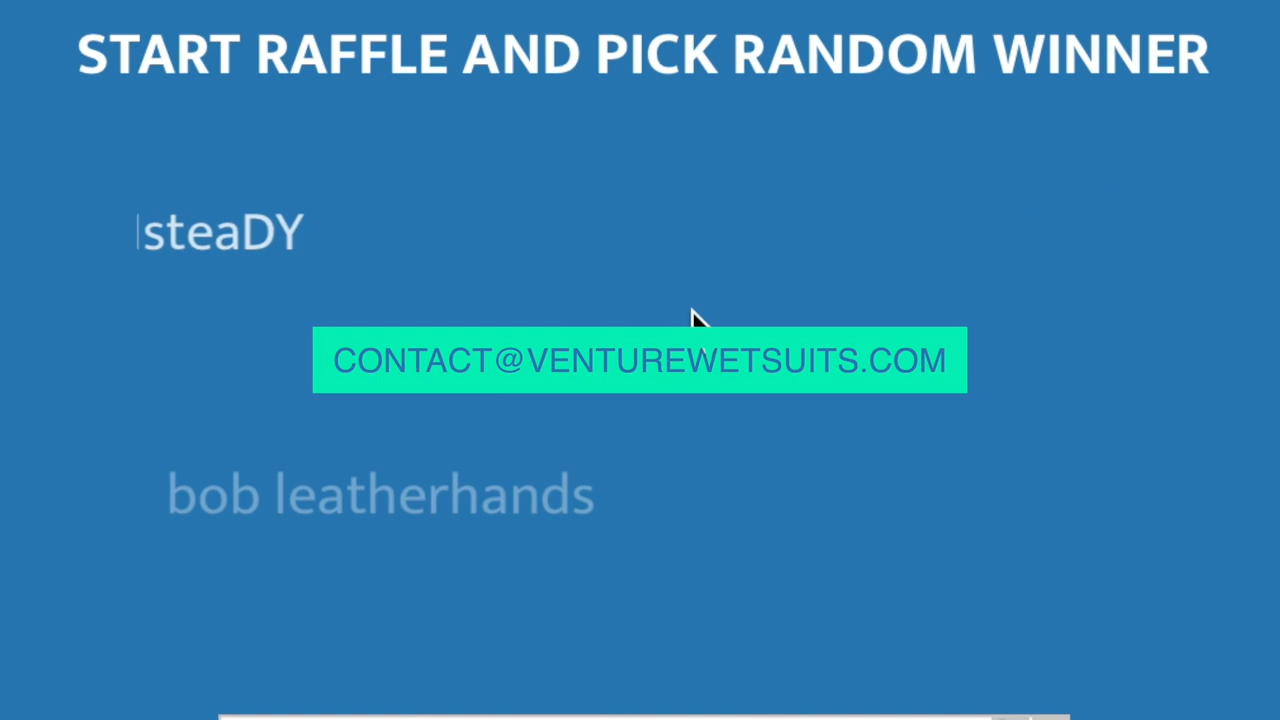 START RAFFLE AND PICK RANDOM WINNER
steaDY
CONTACT@VENTUREWETSUITS.COM
bob leatherhands